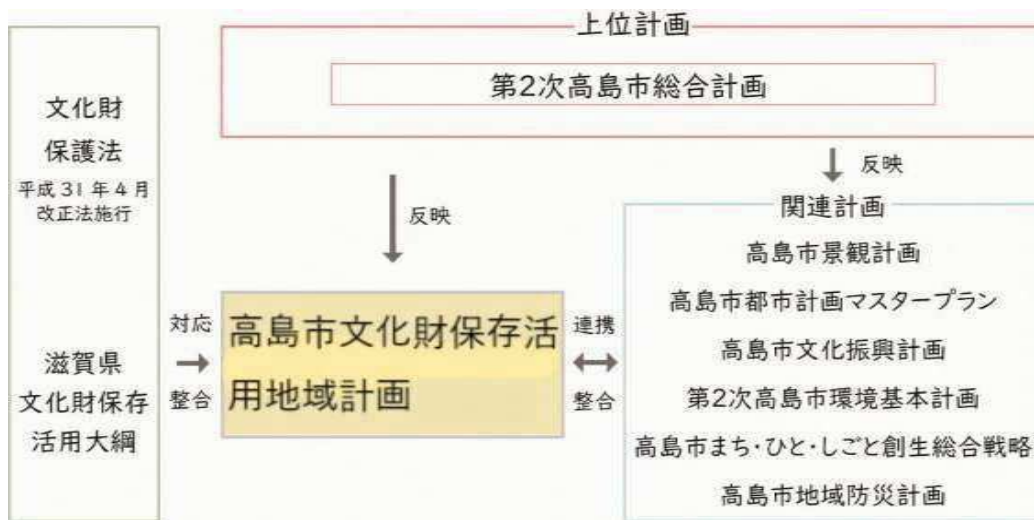 上位計画
第2次高島市総合計画
文化財
保護法
平成31年4月
改正法施行
反映
反映
関連計画
高島市景観計画
高島市都市計画マスタープラン
高島市文化振興計画
第2次高島市環境基本計画
高島市まち・ひと・しごと創生総合戦略
高島市地域防災計画
対応
整合
高島市文化財保存活
用地域計画
連携
整合
滋賀県
文化財保存
活用大綱